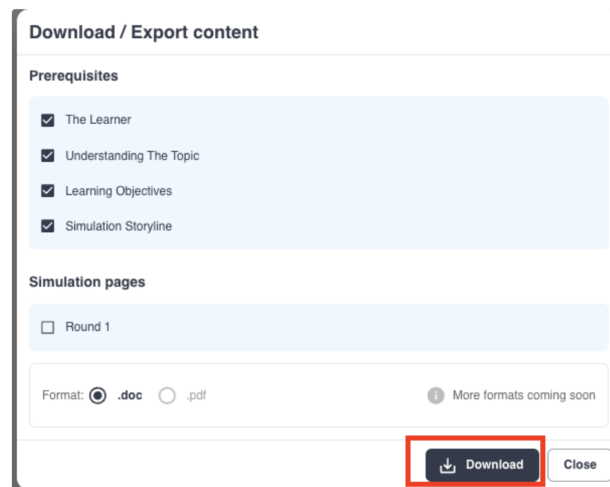 Download / Export content
Prerequisites
The Learner
Understanding The Topic
Learning Objectives
Simulation Storyline
Simulation pages
Round 1
Format: .doc .pdf More formats coming soon
Download Close